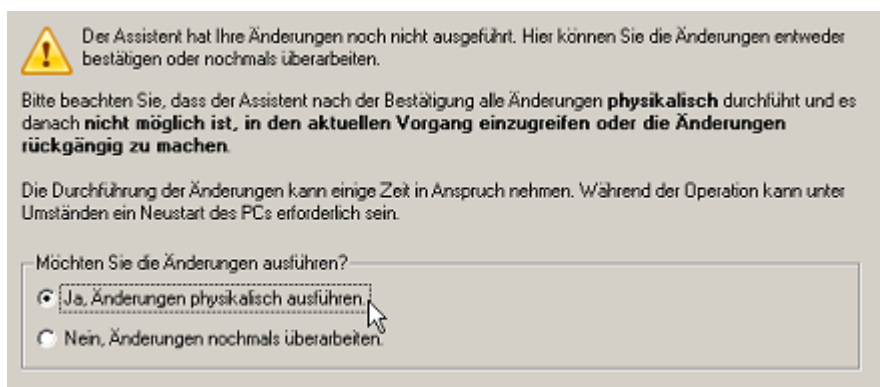 Der Assistent hat Ihre Änderungen noch nicht ausgeführt. Hier können Sie die Änderungen entweder
bestätigen oder nochmals überarbeiten.
Bitte beachten Sie, dass der Assistent nach der Bestätigung alle Änderungen physikalisch durchführt und es
danach nicht möglich ist, in den aktuellen Vorgang einzugreifen oder die Änderungen
rückgängig zu machen.
Die Durchführung der Änderungen kann einige Zeit in Anspruch nehmen. Während der Operation kann unter
Umständen ein Neustart des PCs erforderlich sein.
Möchten Sie die Änderungen ausführen?
Ja, Änderungen physikalisch ausführen.
Nein, Änderungen nochmals überarbeiten.